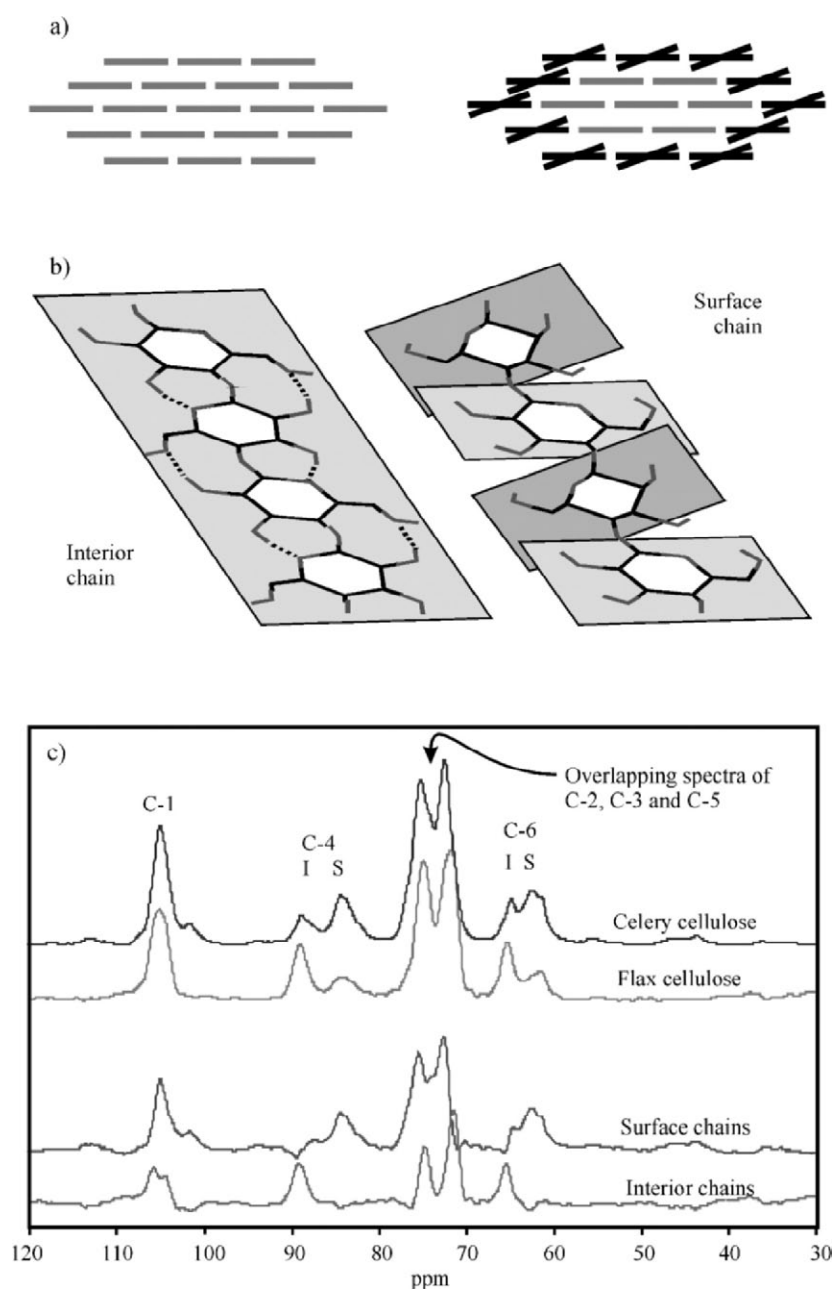 a)
b)
Surface
chain
Interior
chain
c)
Overlapping spectra of
C-2, C-3 and C-5
C-1
C-4
I S
C-6
I S
Celery cellulose
Flax cellulose
Surface chains
Interior chains
120 110 100 90 80 70 60 50 40 30
ppm